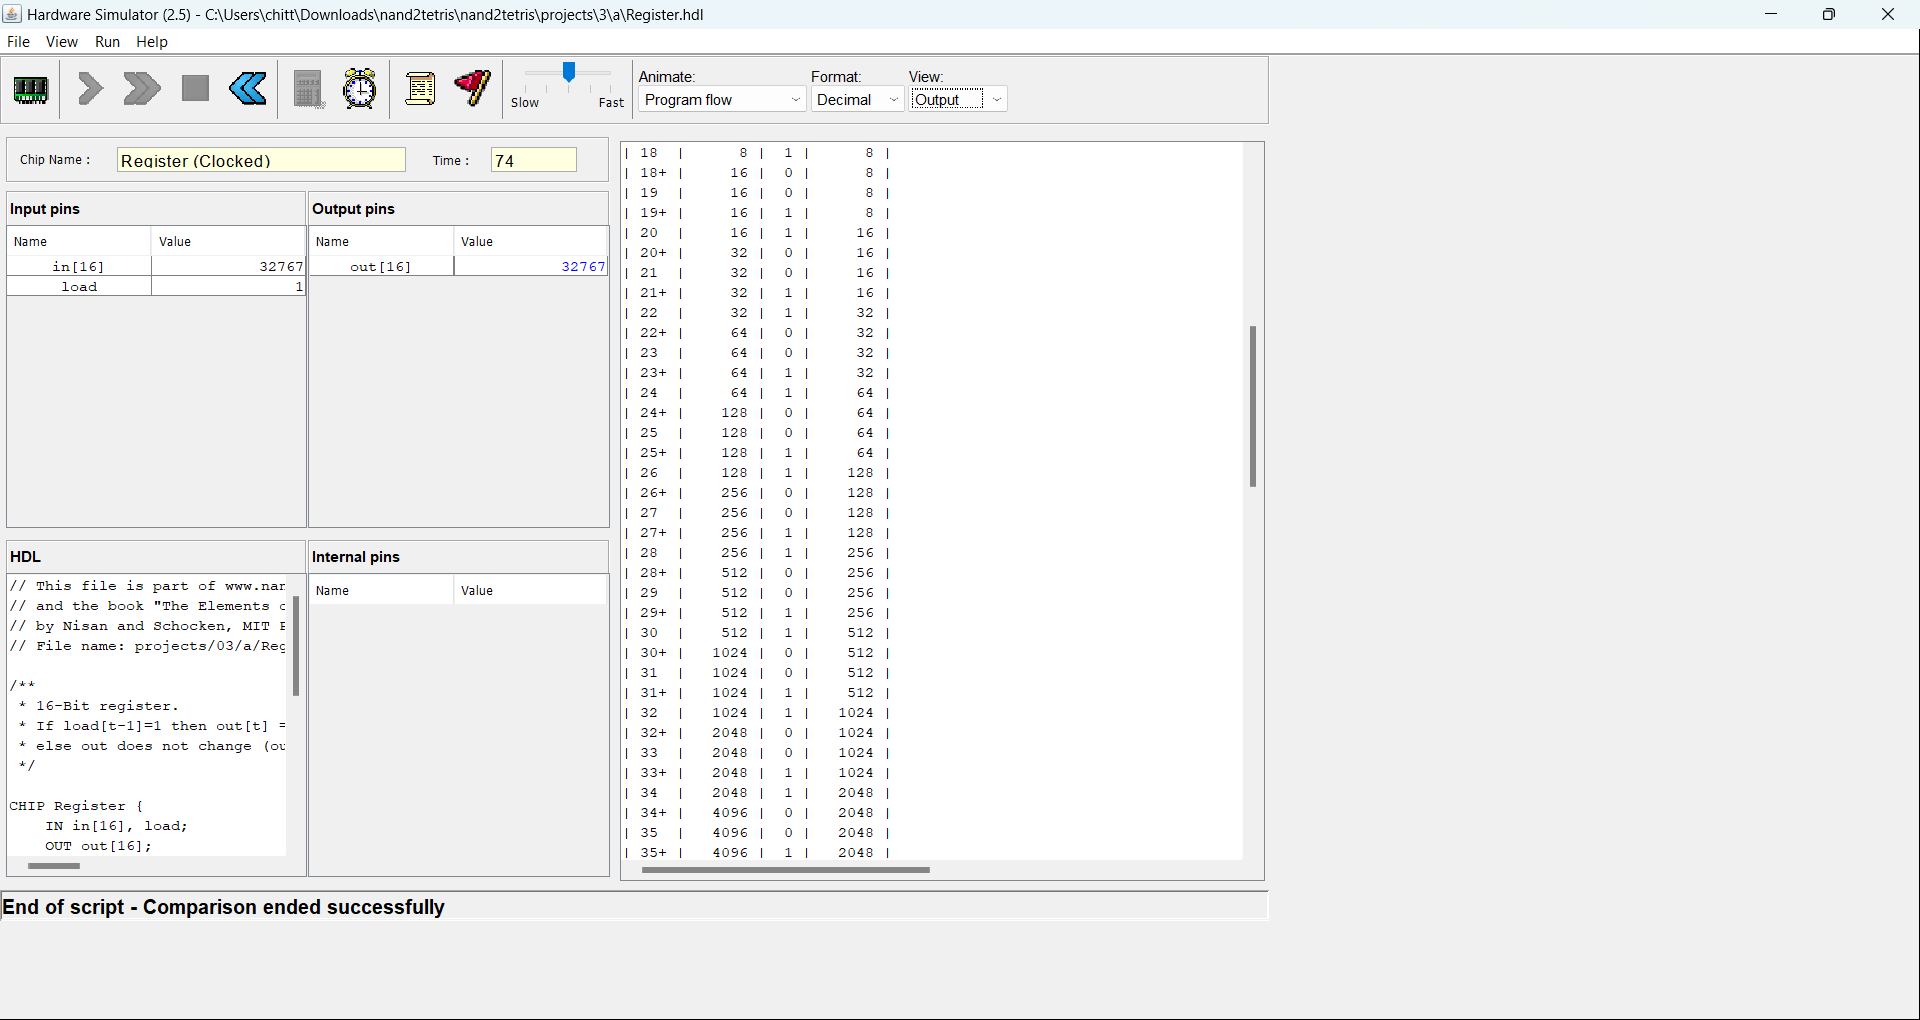 Hardware Simulator (2.5) - C:\Users\chitt\Downloads\nand2tetris\nand2tetris\projects\3\a\Register.hdl
File View Run Help
Slow Fast
Animate: Format: View:
Program flow Decimal Output
Chip Name : Register (Clocked) Time : 74
Input pins
Name Value
in[16] 32767
load 1
Output pins
Name Value
out[16] 32767
HDL
// This file is part of www.nan
// and the book "The Elements o
// by Nisan and Schocken, MIT P
// File name: projects/03/a/Reg
/**
* 16-Bit register.
* If load[t-1]=1 then out[t] =
* else out does not change (ou
*/
CHIP Register {
IN in[16], load;
OUT out[16];
Internal pins
Name Value
| 18 | 8 | 1 | 8 |
| 18+ | 16 | 0 | 8 |
| 19 | 16 | 0 | 8 |
| 19+ | 16 | 1 | 8 |
| 20 | 16 | 1 | 16 |
| 20+ | 32 | 0 | 16 |
| 21 | 32 | 0 | 16 |
| 21+ | 32 | 1 | 16 |
| 22 | 32 | 1 | 32 |
| 22+ | 64 | 0 | 32 |
| 23 | 64 | 0 | 32 |
| 23+ | 64 | 1 | 32 |
| 24 | 64 | 1 | 64 |
| 24+ | 128 | 0 | 64 |
| 25 | 128 | 0 | 64 |
| 25+ | 128 | 1 | 64 |
| 26 | 128 | 1 | 128 |
| 26+ | 256 | 0 | 128 |
| 27 | 256 | 0 | 128 |
| 27+ | 256 | 1 | 128 |
| 28 | 256 | 1 | 256 |
| 28+ | 512 | 0 | 256 |
| 29 | 512 | 0 | 256 |
| 29+ | 512 | 1 | 256 |
| 30 | 512 | 1 | 512 |
| 30+ | 1024 | 0 | 512 |
| 31 | 1024 | 0 | 512 |
| 31+ | 1024 | 1 | 512 |
| 32 | 1024 | 1 | 1024 |
| 32+ | 2048 | 0 | 1024 |
| 33 | 2048 | 0 | 1024 |
| 33+ | 2048 | 1 | 1024 |
| 34 | 2048 | 1 | 2048 |
| 34+ | 4096 | 0 | 2048 |
| 35 | 4096 | 0 | 2048 |
| 35+ | 4096 | 1 | 2048 |
End of script - Comparison ended successfully